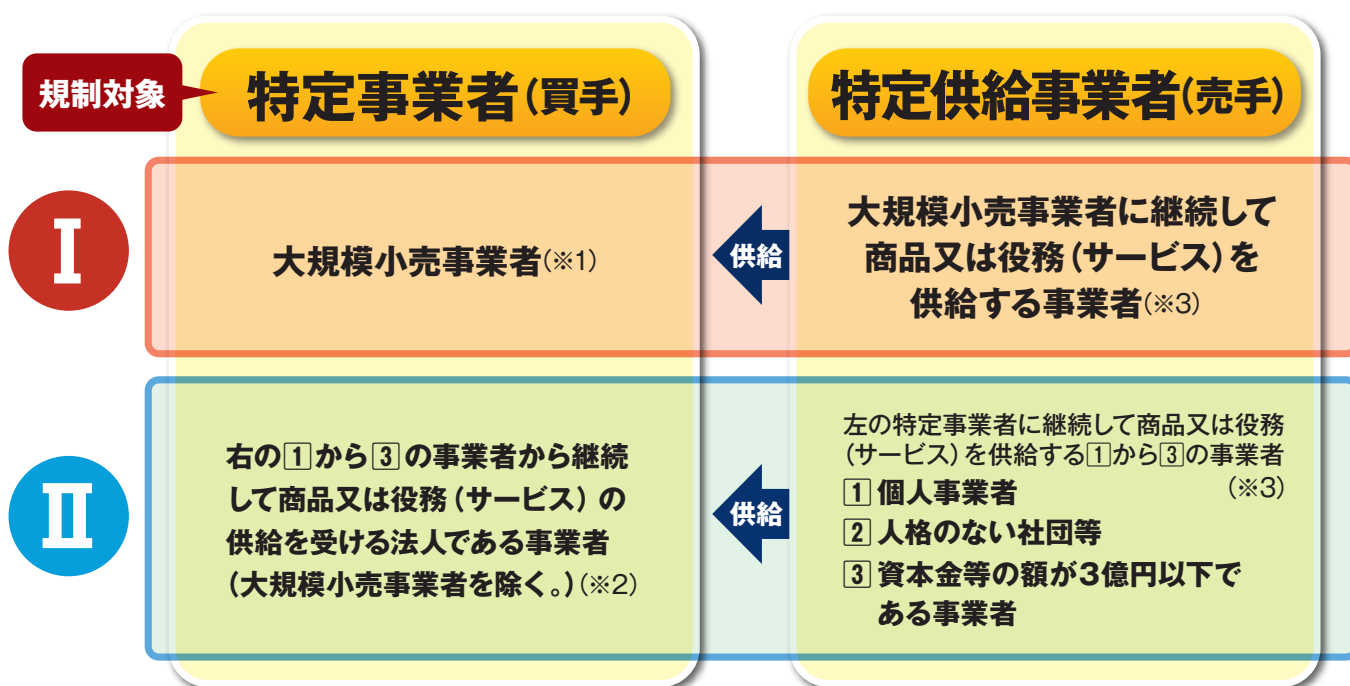 規制対象
特定事業者(買手)
特定供給事業者(売手)
Ⅰ
大規模小売事業者(※1)
供給
大規模小売事業者に継続して
商品又は役務(サービス)を
供給する事業者(※3)
Ⅱ
右の1から3の事業者から継続
して商品又は役務(サービス)の
供給を受ける法人である事業者
(大規模小売事業者を除く。)(※2)
供給
左の特定事業者に継続して商品又は役務
(サービス)を供給する1から3の事業者
(※3)
1 個人事業者
2 人格のない社団等
3 資本金等の額が3億円以下で
ある事業者